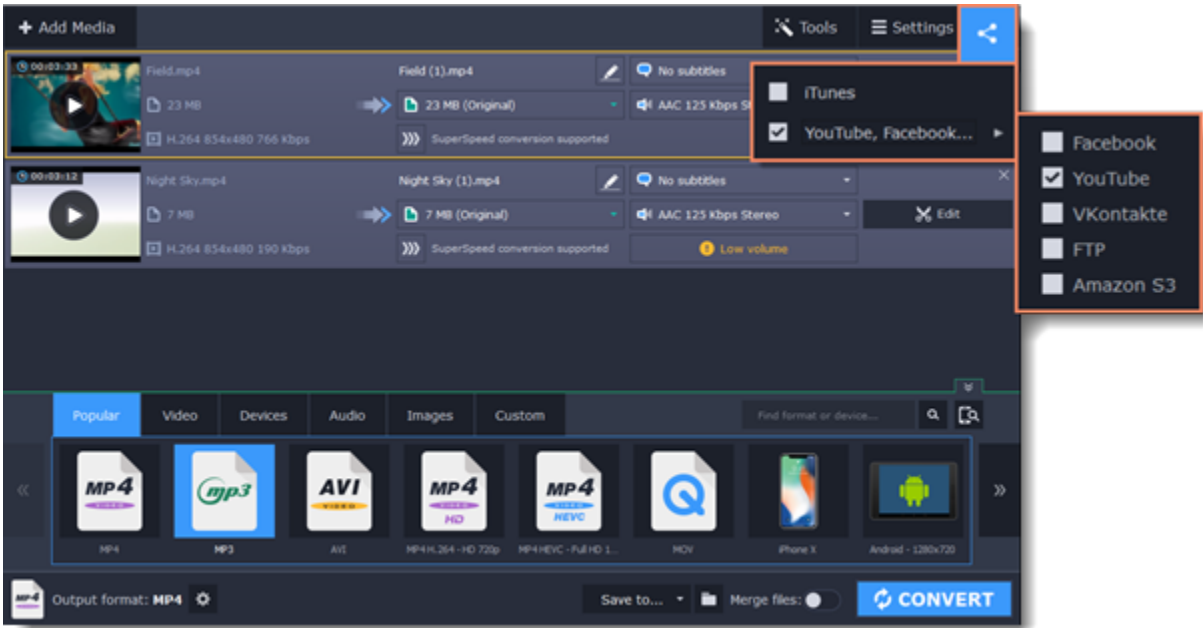 + Add Media
Tools
Settings
00:03:33
Field.mp4
Field (1).mp4
No subtitles
23 MB
23 MB (Original)
AAC 125 Kbps St
H.264 854x480 766 Kbps
SuperSpeed conversion supported
iTunes
YouTube, Facebook...
Facebook
YouTube
VKontakte
FTP
Amazon S3
00:03:12
Night Sky.mp4
Night Sky (1).mp4
No subtitles
7 MB
7 MB (Original)
AAC 125 Kbps Stereo
Edit
H.264 854x480 190 Kbps
SuperSpeed conversion supported
Low volume
Popular
Video
Devices
Audio
Images
Custom
Find format or device...
MP4
VIDEO
MP4
mp3
MP3
AVI
VIDEO
AVI
MP4
VIDEO
HD
MP4 H.264 - HD 720p
MP4
VIDEO
HEVC
MP4 HEVC - Full HD 1...
MOV
iPhone X
Android - 1280x720
MP4
Output format: MP4
Save to...
Merge files:
CONVERT